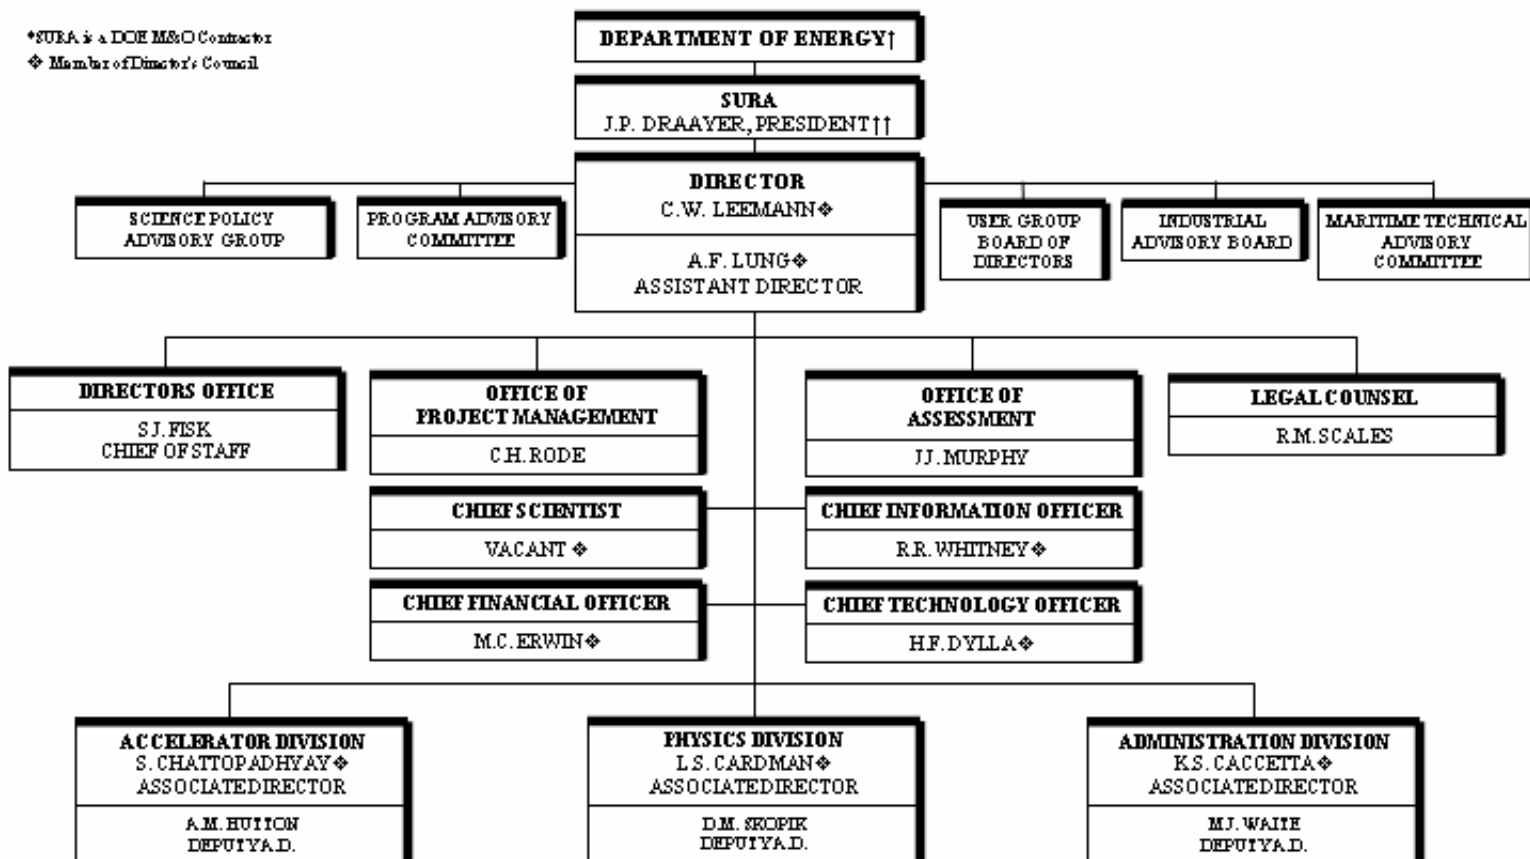 *SURA is a DOE M&O Contractor
❖ Member of Director's Council
DEPARTMENT OF ENERGY†
SURA
J.P. DRAAYER, PRESIDENT††
DIRECTOR
C.W. LEEMANN❖
A.F. LUNG❖
ASSISTANT DIRECTOR
SCIENCE POLICY
ADVISORY GROUP
PROGRAM ADVISORY
COMMITTEE
USER GROUP
BOARD OF
DIRECTORS
INDUSTRIAL
ADVISORY BOARD
MARITIME TECHNICAL
ADVISORY
COMMITTEE
DIRECTORS OFFICE
S.J. FISK
CHIEF OF STAFF
OFFICE OF
PROJECT MANAGEMENT
C.H. RODE
OFFICE OF
ASSESSMENT
J.J. MURPHY
LEGAL COUNSEL
R.M. SCALES
CHIEF SCIENTIST
VACANT ❖
CHIEF INFORMATION OFFICER
R.R. WHITNEY❖
CHIEF FINANCIAL OFFICER
M.C. ERWIN❖
CHIEF TECHNOLOGY OFFICER
H.F. DYLLA❖
ACCELERATOR DIVISION
S. CHATTOPADHYAY❖
ASSOCIATE DIRECTOR
A.M. HUTTON
DEPUTY A.D.
PHYSICS DIVISION
L.S. CARDMAN❖
ASSOCIATE DIRECTOR
D.M. SKOPIK
DEPUTY A.D.
ADMINISTRATION DIVISION
K.S. CACCETTA❖
ASSOCIATE DIRECTOR
M.J. WAITE
DEPUTY A.D.